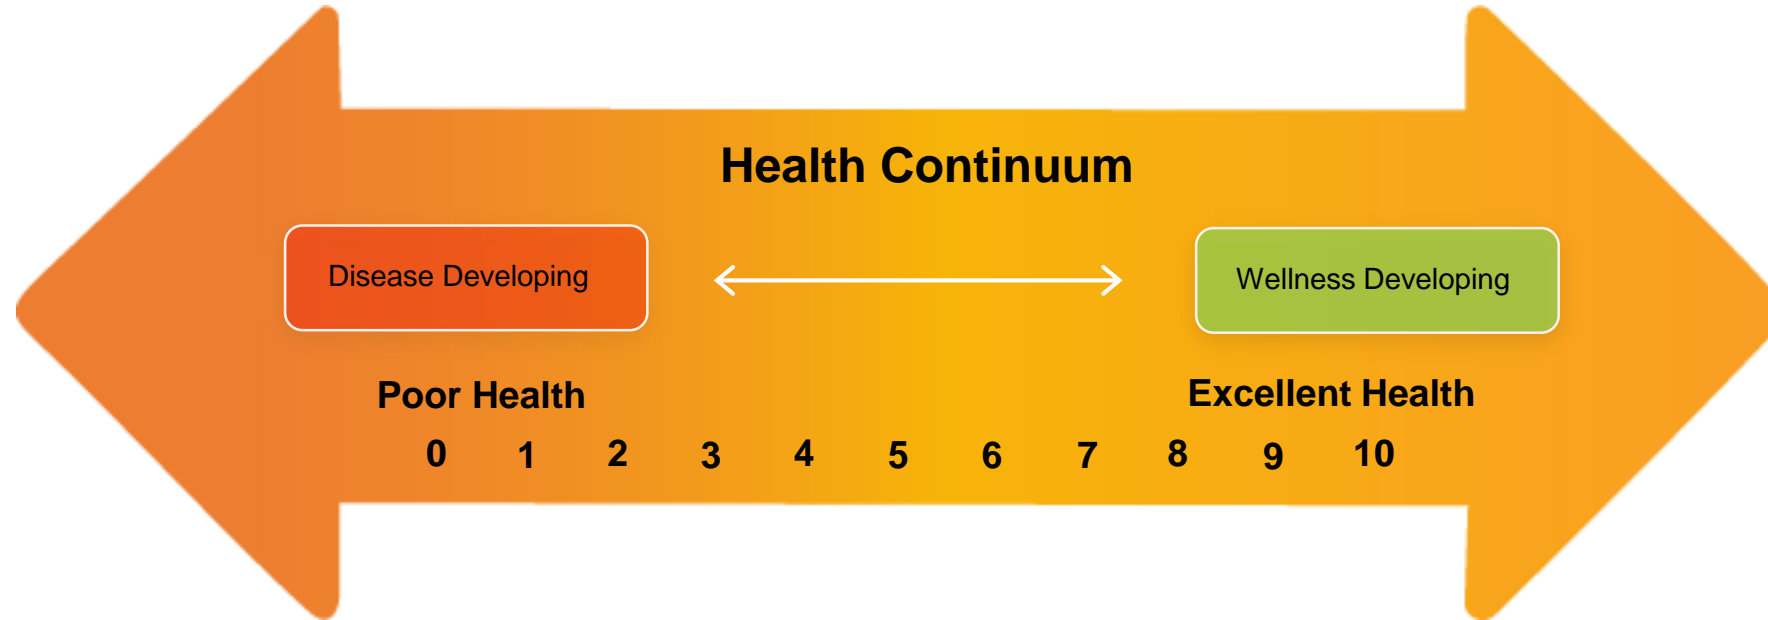 Health Continuum
Disease Developing
Wellness Developing
Poor Health
Excellent Health
0 1 2 3 4 5 6 7 8 9 10